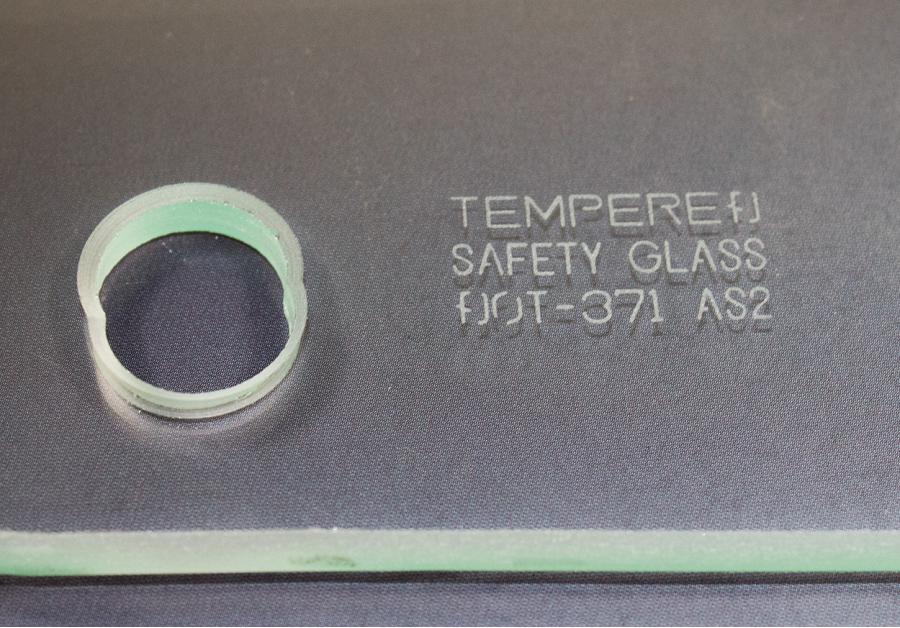 TEMPERED
SAFETY GLASS
DOT-371 AS2